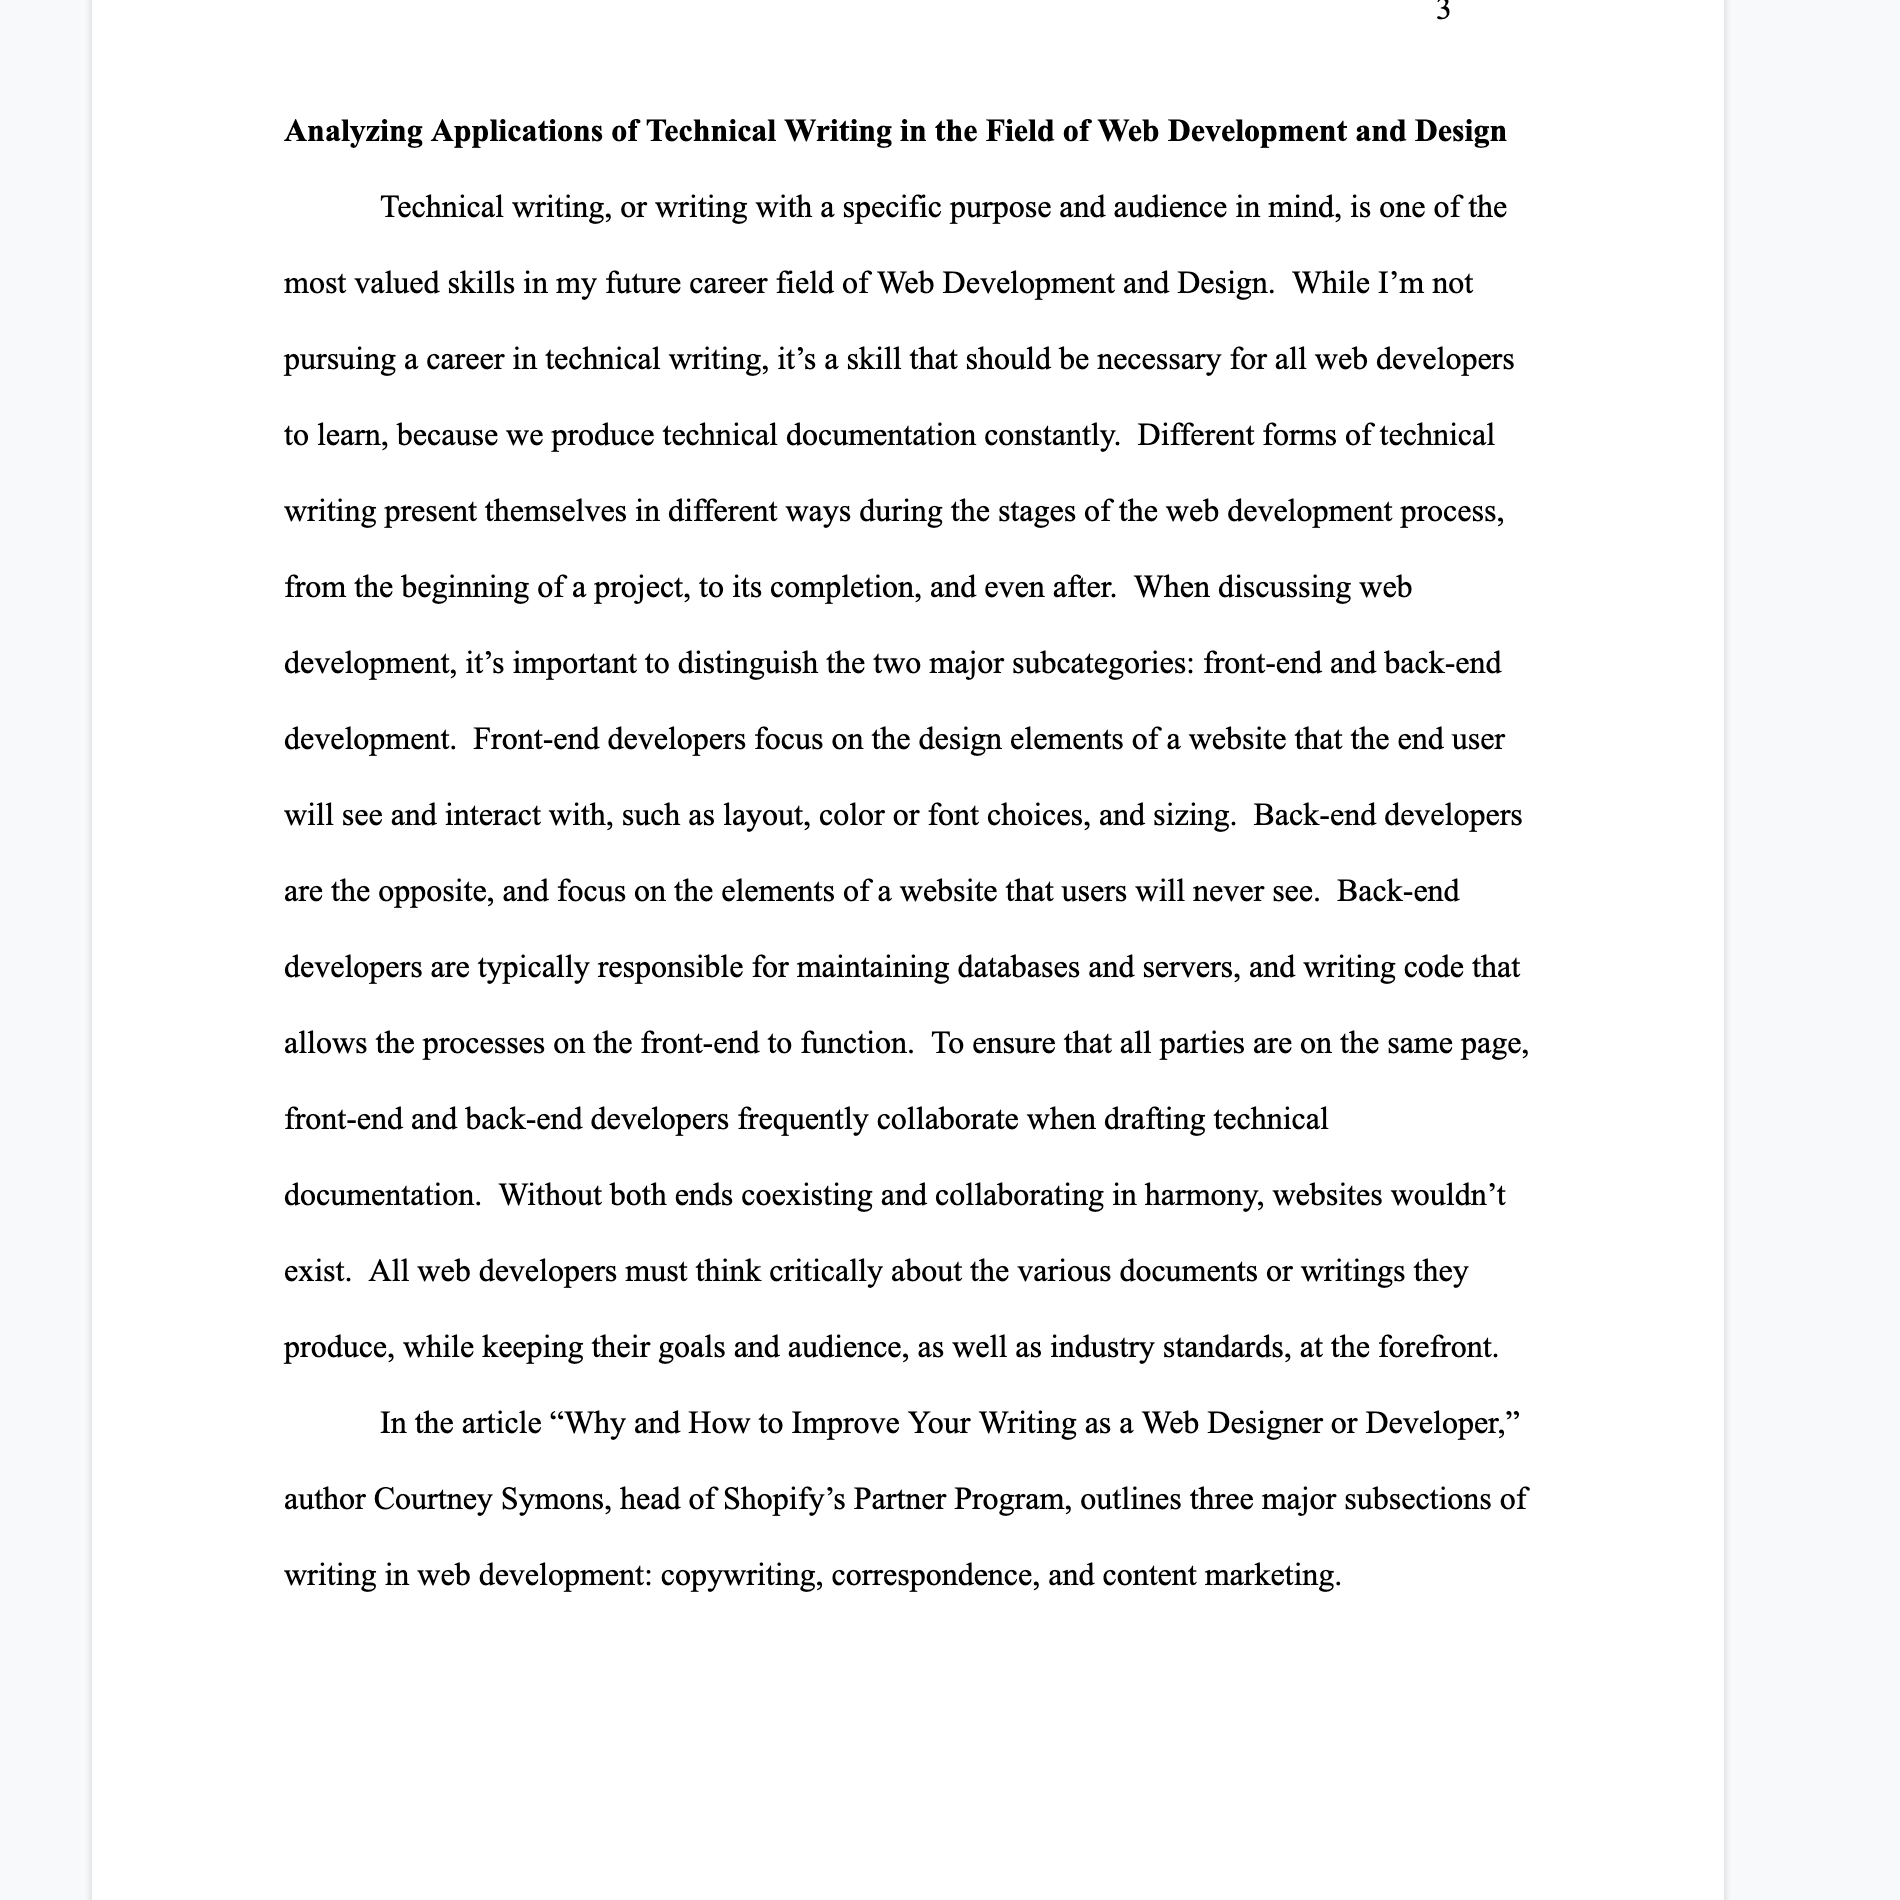 3
Analyzing Applications of Technical Writing in the Field of Web Development and Design
Technical writing, or writing with a specific purpose and audience in mind, is one of the
most valued skills in my future career field of Web Development and Design.  While I’m not
pursuing a career in technical writing, it’s a skill that should be necessary for all web developers
to learn, because we produce technical documentation constantly.  Different forms of technical
writing present themselves in different ways during the stages of the web development process,
from the beginning of a project, to its completion, and even after.  When discussing web
development, it’s important to distinguish the two major subcategories: front-end and back-end
development.  Front-end developers focus on the design elements of a website that the end user
will see and interact with, such as layout, color or font choices, and sizing.  Back-end developers
are the opposite, and focus on the elements of a website that users will never see.  Back-end
developers are typically responsible for maintaining databases and servers, and writing code that
allows the processes on the front-end to function.  To ensure that all parties are on the same page,
front-end and back-end developers frequently collaborate when drafting technical
documentation.  Without both ends coexisting and collaborating in harmony, websites wouldn’t
exist.  All web developers must think critically about the various documents or writings they
produce, while keeping their goals and audience, as well as industry standards, at the forefront.
In the article “Why and How to Improve Your Writing as a Web Designer or Developer,”
author Courtney Symons, head of Shopify’s Partner Program, outlines three major subsections of
writing in web development: copywriting, correspondence, and content marketing.